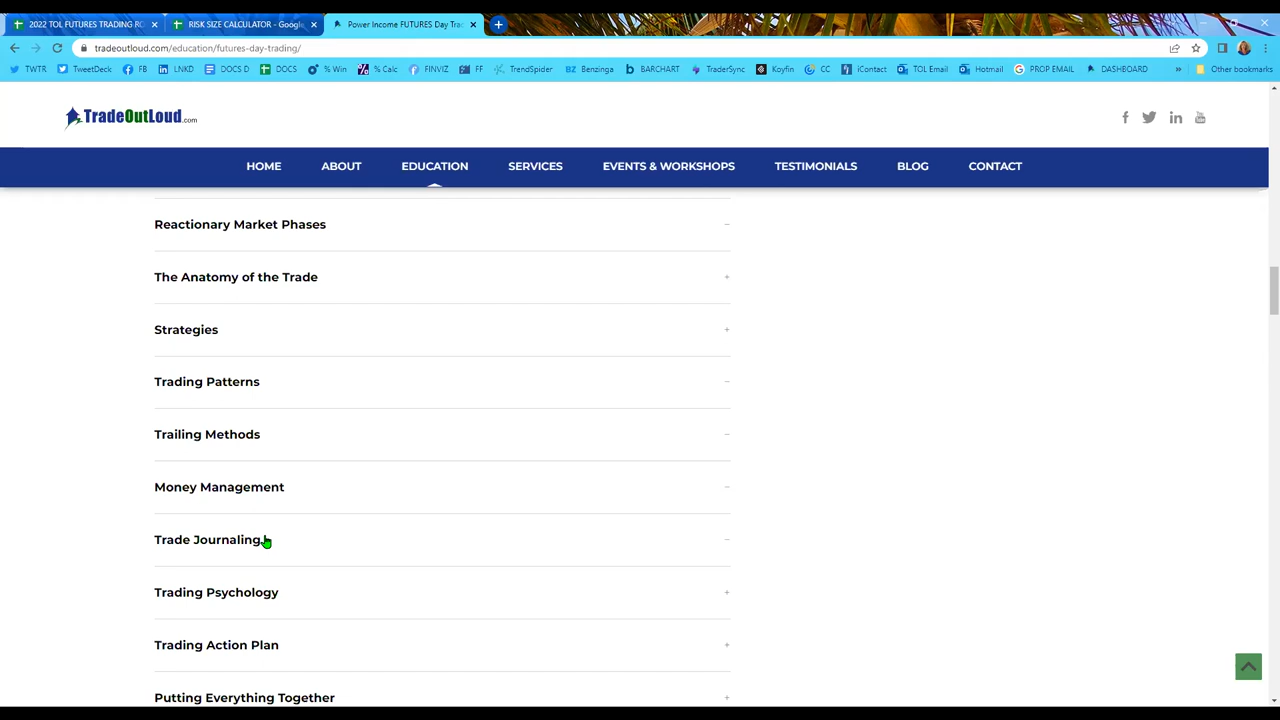 2022 TOL FUTURES TRADING RO
RISK SIZE CALCULATOR - Google
Power Income FUTURES Day Tra
tradeoutloud.com/education/futures-day-trading/
TWTR
TweetDeck
FB
LNKD
DOCS D
DOCS
% Win
% Calc
FINVIZ
FF
TrendSpider
Benzinga
BARCHART
TraderSync
Koyfin
CC
iContact
TOL Email
Hotmail
PROP EMAIL
DASHBOARD
»
Other bookmarks
TradeOutLoud.com
HOME
ABOUT
EDUCATION
SERVICES
EVENTS & WORKSHOPS
TESTIMONIALS
BLOG
CONTACT
Reactionary Market Phases
The Anatomy of the Trade
Strategies
Trading Patterns
Trailing Methods
Money Management
Trade Journaling
Trading Psychology
Trading Action Plan
Putting Everything Together